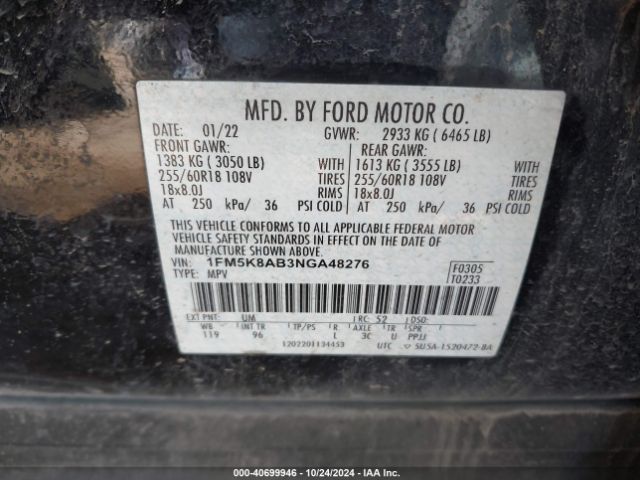 MFD. BY FORD MOTOR CO.
DATE: 01/22 GVWR: 2933 KG ( 6465 LB)
FRONT GAWR: REAR GAWR:
1383 KG ( 3050 LB) WITH 1613 KG ( 3555 LB) WITH
255/60R18 108V TIRES 255/60R18 108V TIRES
18x8.0J RIMS 18x8.0J RIMS
AT 250 kPa/ 36 PSI COLD AT 250 kPa/ 36 PSI COLD
THIS VEHICLE CONFORMS TO ALL APPLICABLE FEDERAL MOTOR
VEHICLE SAFETY STANDARDS IN EFFECT ON THE DATE OF
MANUFACTURE SHOWN ABOVE.
VIN: 1FM5K8AB3NGA48276 F0305
TYPE: MPV T0233
EXT PNT: UM RC: 52 DSO:
WB INT TR TP/PS R AXLE TR SPR
119 96 L 3C U PPJJ
1202201134453 UTC 5U5A-1520472-BA
000-40699946 - 10/24/2024 - IAA Inc.